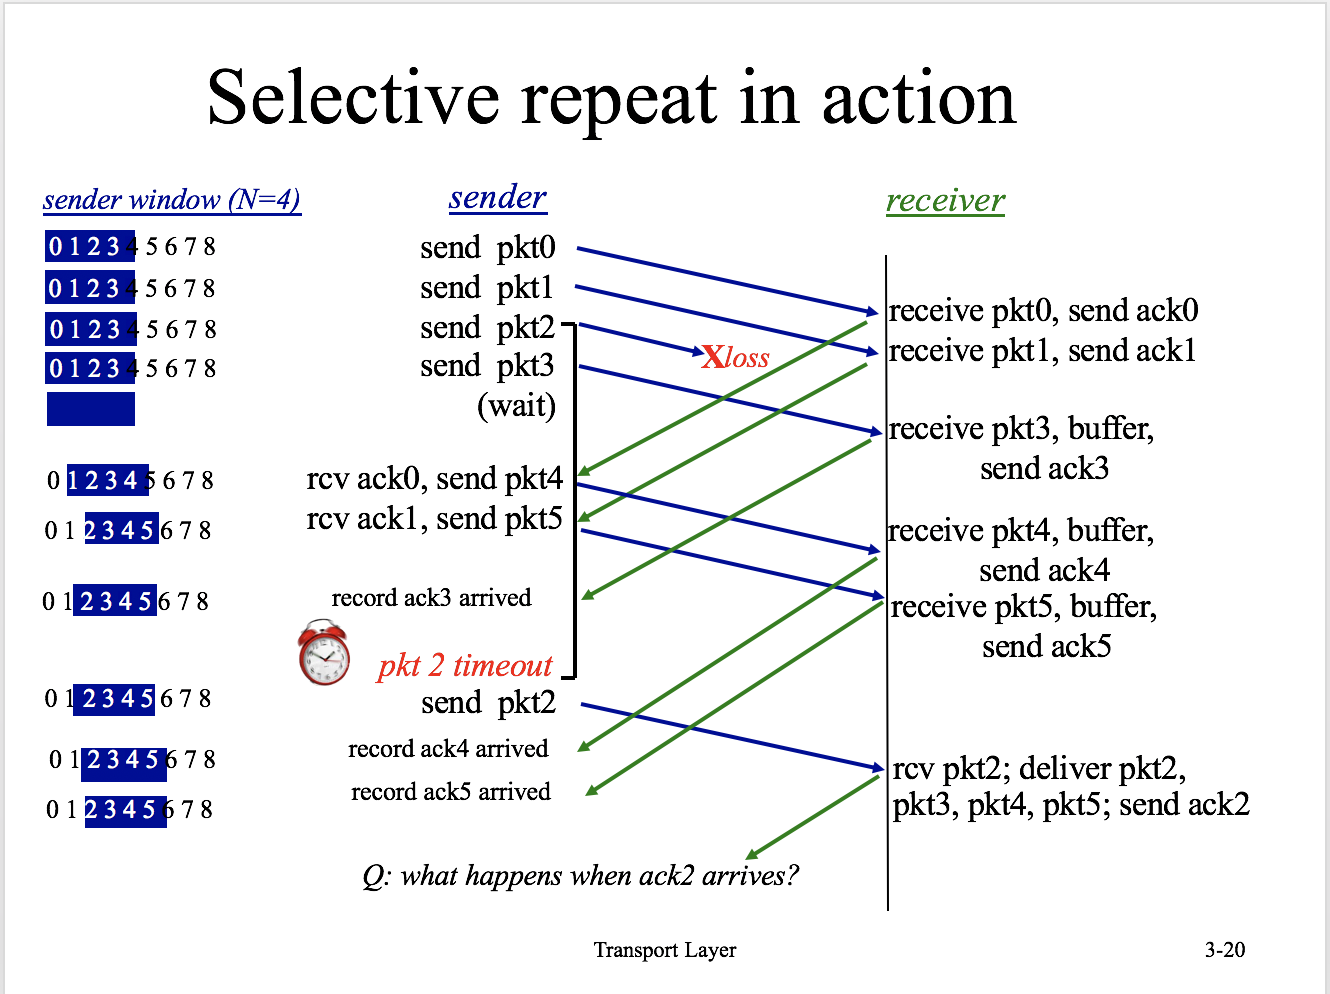 Selective repeat in action
sender window (N=4)
sender
receiver
0 1 2 3 4 5 6 7 8
send pkt0
0 1 2 3 4 5 6 7 8
send pkt1
receive pkt0, send ack0
0 1 2 3 4 5 6 7 8
send pkt2
Xloss
receive pkt1, send ack1
0 1 2 3 4 5 6 7 8
send pkt3
(wait)
receive pkt3, buffer,
send ack3
0 1 2 3 4 5 6 7 8
rcv ack0, send pkt4
0 1 2 3 4 5 6 7 8
rcv ack1, send pkt5
receive pkt4, buffer,
send ack4
0 1 2 3 4 5 6 7 8
record ack3 arrived
receive pkt5, buffer,
send ack5
pkt 2 timeout
0 1 2 3 4 5 6 7 8
send pkt2
0 1 2 3 4 5 6 7 8
record ack4 arrived
rcv pkt2; deliver pkt2,
pkt3, pkt4, pkt5; send ack2
0 1 2 3 4 5 6 7 8
record ack5 arrived
Q: what happens when ack2 arrives?
Transport Layer
3-20